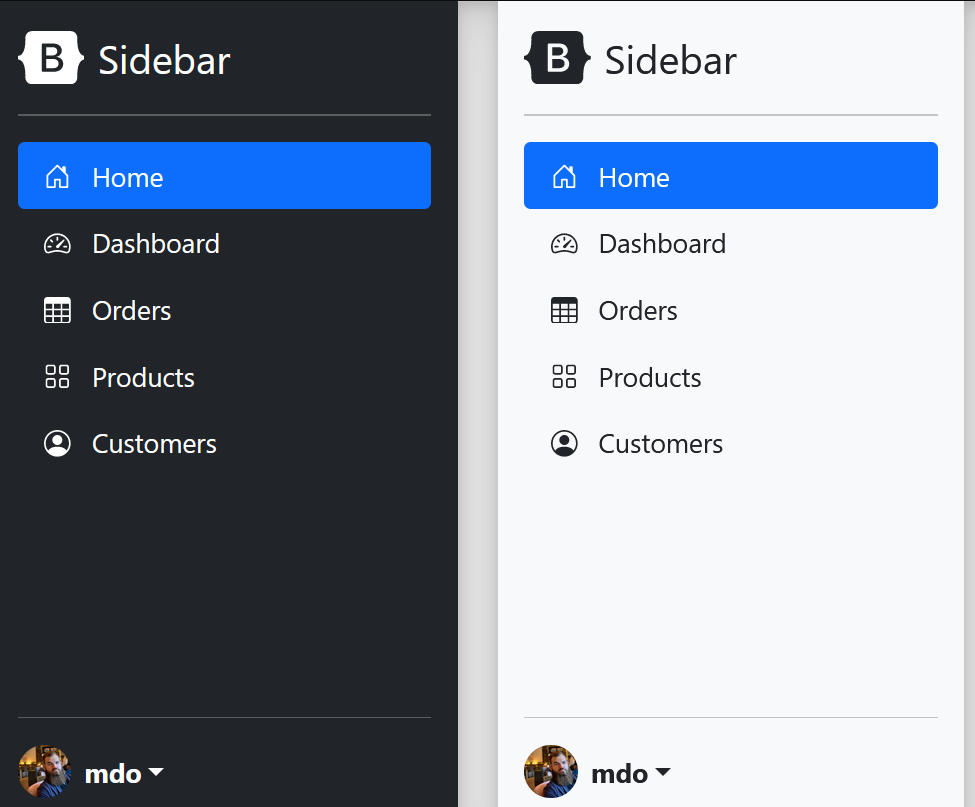 B Sidebar
Home
Dashboard
Orders
Products
Customers
mdo
B Sidebar
Home
Dashboard
Orders
Products
Customers
mdo